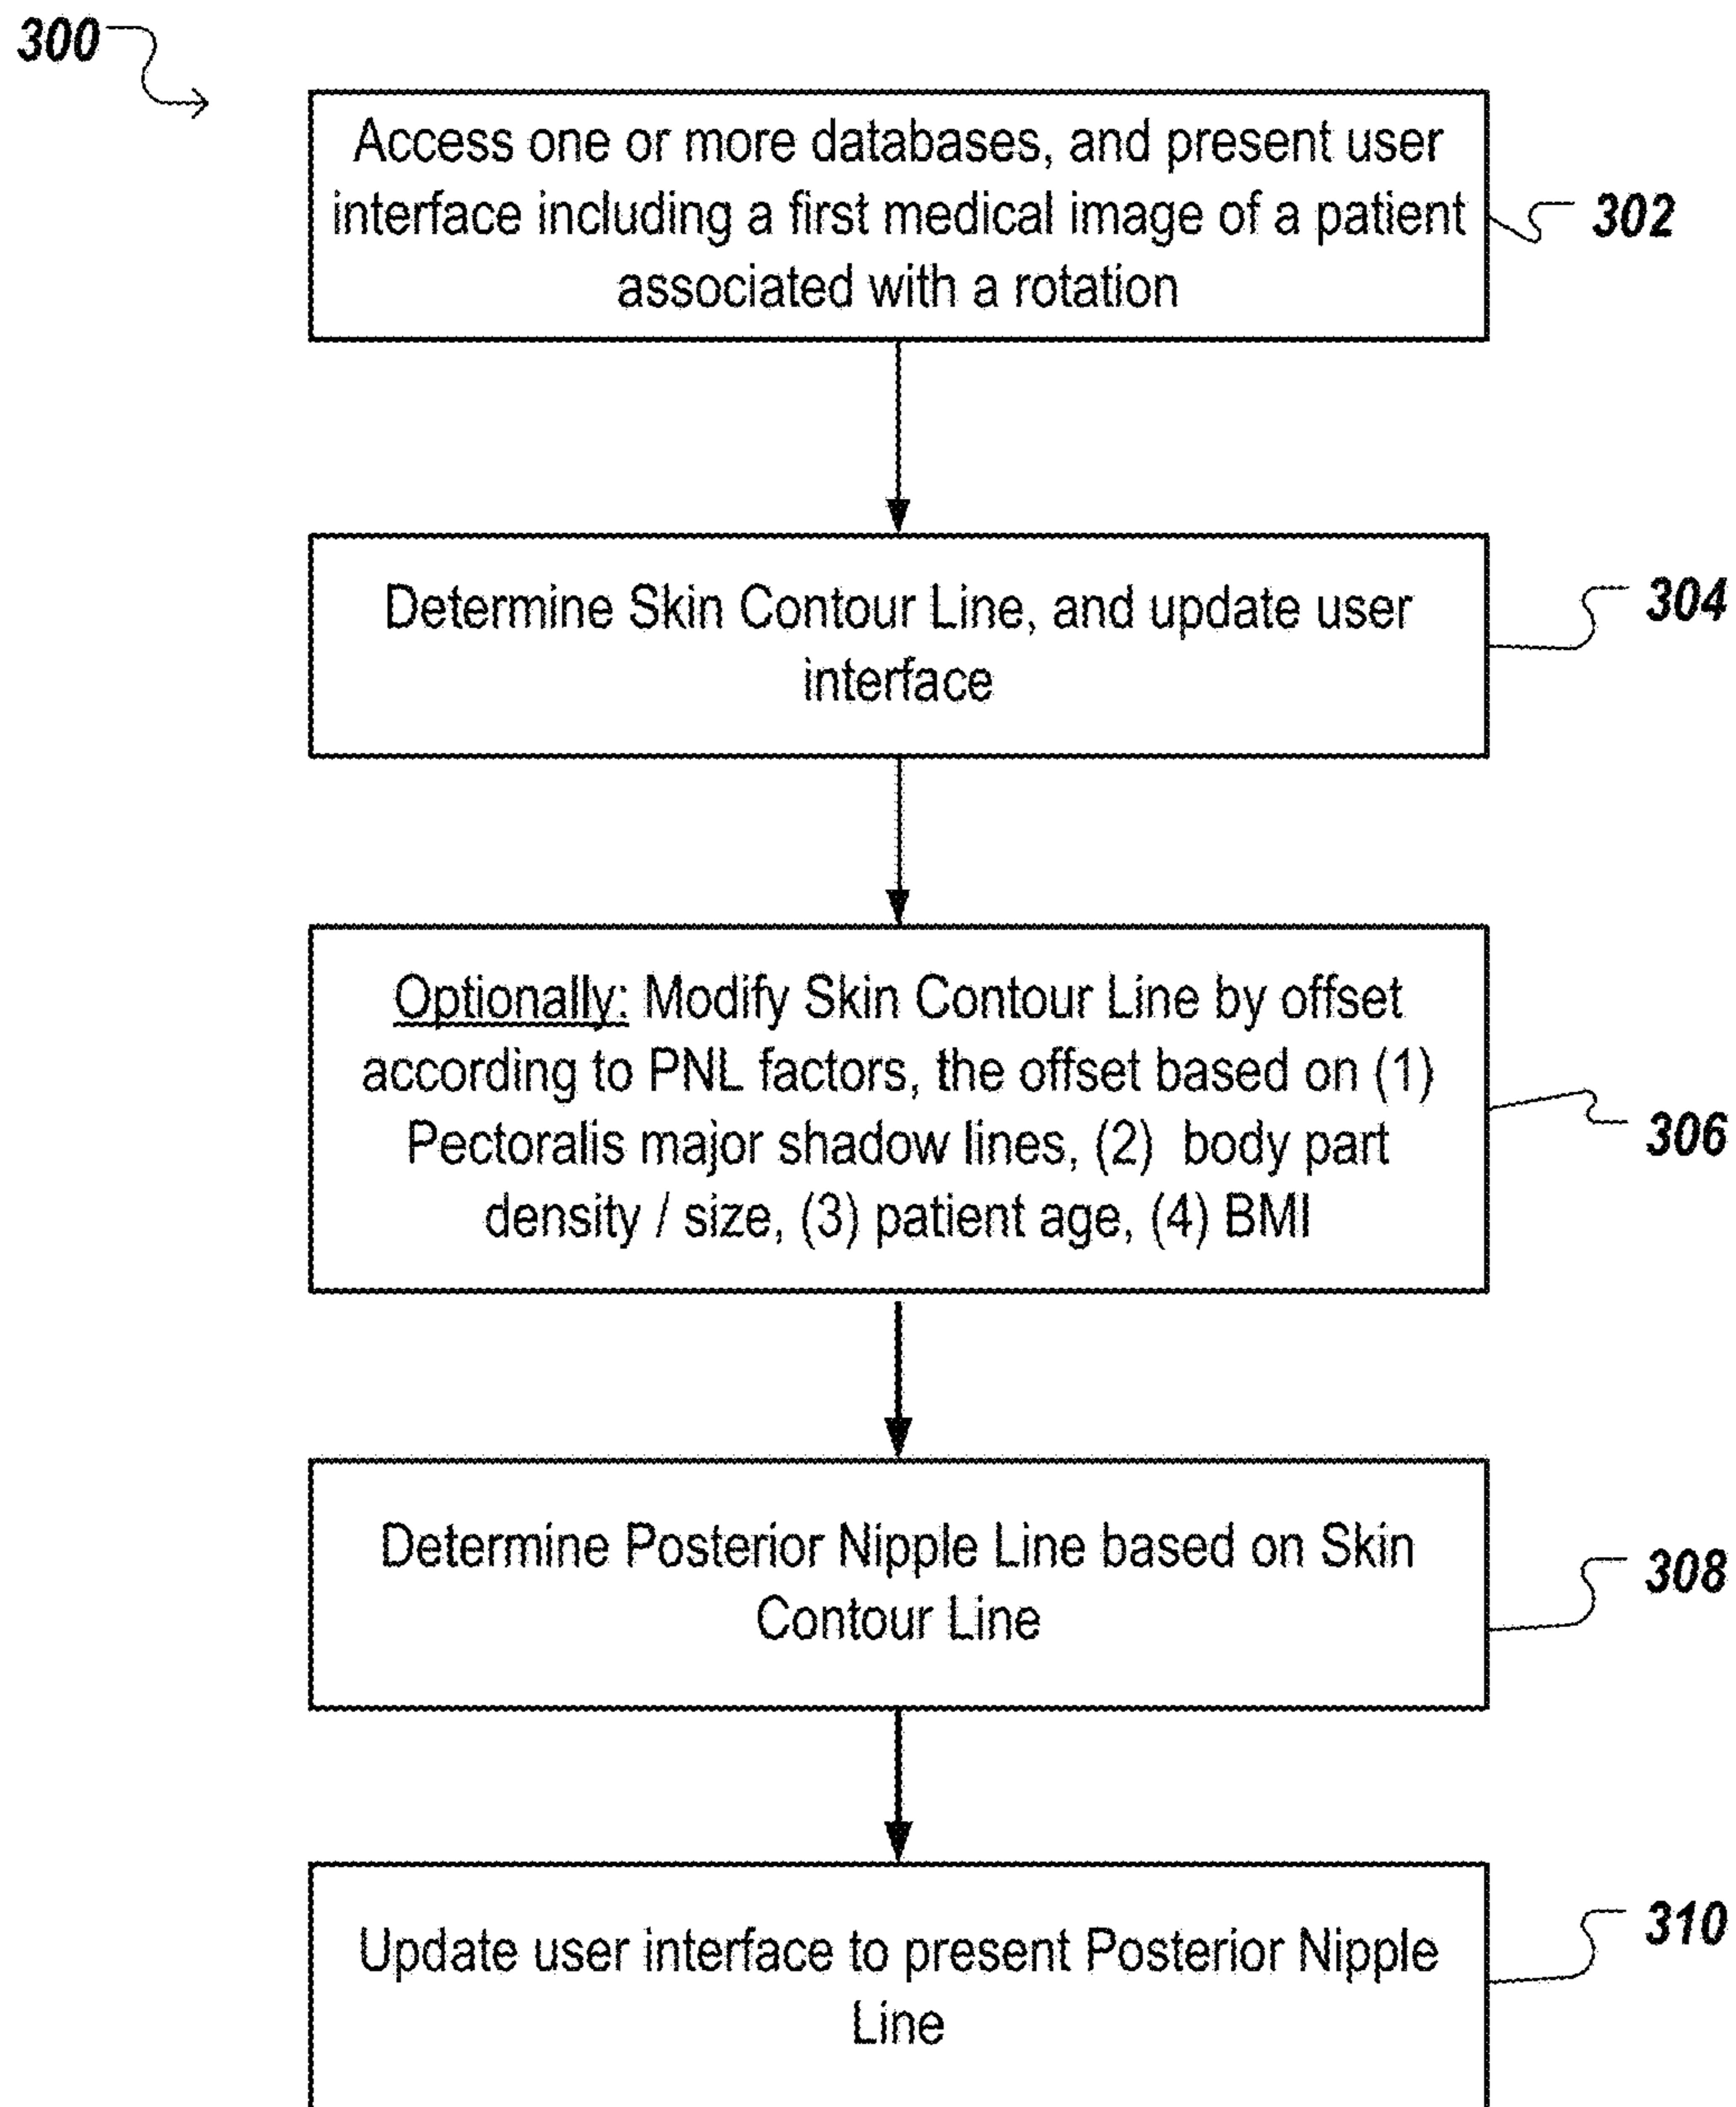 300
Access one or more databases, and present user
interface including a first medical image of a patient
associated with a rotation
302
Determine Skin Contour Line, and update user
interface
304
Optionally: Modify Skin Contour Line by offset
according to PNL factors, the offset based on (1)
Pectoralis major shadow lines, (2) body part
density / size, (3) patient age, (4) BMI
306
Determine Posterior Nipple Line based on Skin
Contour Line
308
Update user interface to present Posterior Nipple
Line
310